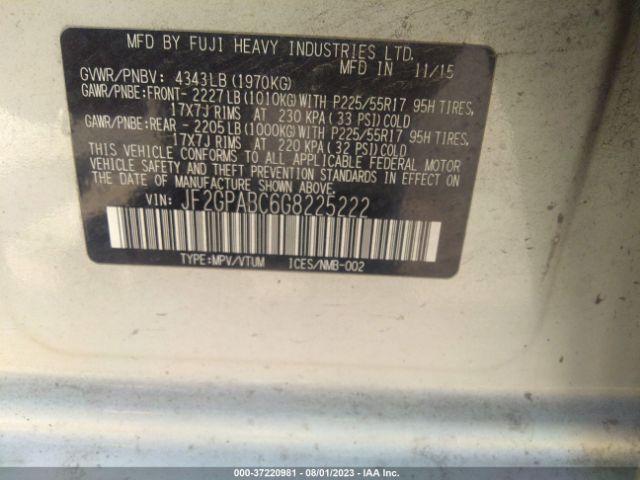 MFD BY FUJI HEAVY INDUSTRIES LTD.
MFD IN 11/15
GVWR/PNBV: 4343LB (1970KG)
GAWR/PNBE:FRONT- 2227LB (1010KG) WITH P225/55R17 95H TIRES,
17X7J RIMS AT 230 KPA (33 PSI) COLD
GAWR/PNBE:REAR - 2205LB (1000KG) WITH P225/55R17 95H TIRES,
17X7J RIMS AT 220 KPA (32 PSI) COLD
THIS VEHICLE CONFORMS TO ALL APPLICABLE FEDERAL MOTOR
VEHICLE SAFETY AND THEFT PREVENTION STANDARDS IN EFFECT ON
THE DATE OF MANUFACTURE SHOWN ABOVE.
VIN: JF2GPABC6G8225222
TYPE:MPV/VTUM ICES/NMB-002
000-37220981 - 08/01/2023 - IAA Inc.